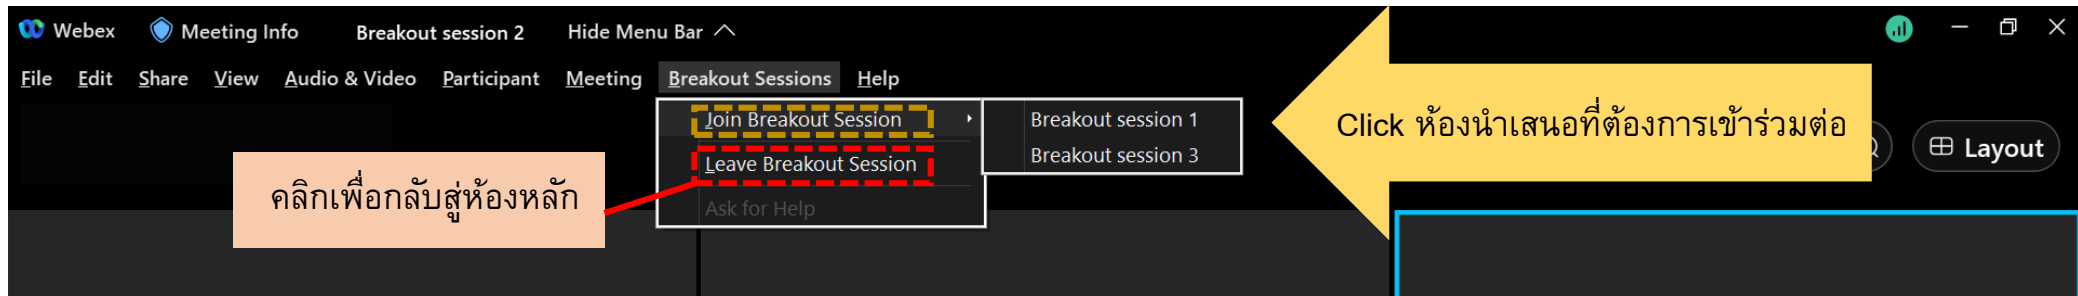 Webex Meeting Info Breakout session 2 Hide Menu Bar
File Edit Share View Audio & Video Participant Meeting Breakout Sessions Help
Join Breakout Session
Breakout session 1
Click ห้องนำเสนอที่ต้องการเข้าร่วมต่อ
Layout
Leave Breakout Session
Breakout session 3
คลิกเพื่อกลับสู่ห้องหลัก
Ask for Help